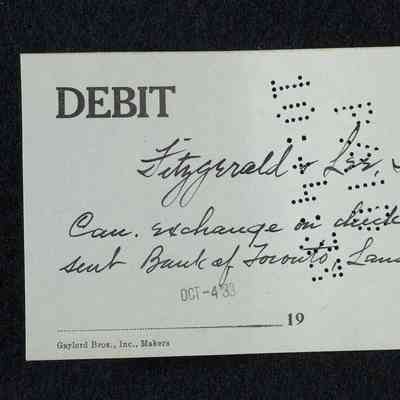 DEBIT
Fitzgerald & Lee,
Can. exchange on check
sent Bank of Toronto,
OCT -4'33
19
Gaylord Bros., Inc., Makers